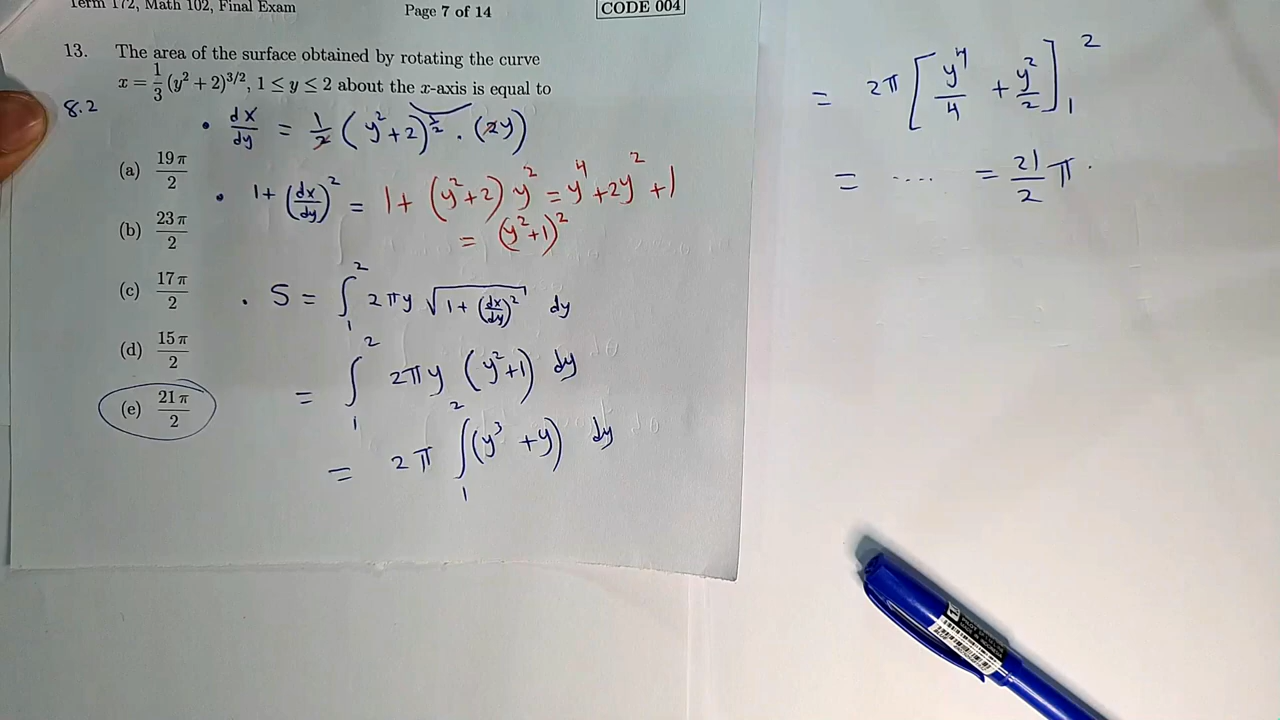 Term 172, Math 102, Final Exam Page 7 of 14 CODE 004
13. The area of the surface obtained by rotating the curve
x = 1/3 (y² + 2)^{3/2}, 1 ≤ y ≤ 2 about the x-axis is equal to
8.2
• dx/dy = 1/2 (y² + 2)^{1/2} · (2y)
(a) 19π/2
• 1 + (dx/dy)² = 1 + (y² + 2) y² = y⁴ + 2y² + 1
= (y² + 1)²
(b) 23π/2
(c) 17π/2
• S = ∫₁² 2πy √(1 + (dx/dy)²) dy
(d) 15π/2
= ∫₁² 2πy (y² + 1) dy
(e) 21π/2
= 2π ∫₁² (y³ + y) dy
= 2π [y⁴/4 + y²/2]₁²
= .... = 21/2 π.